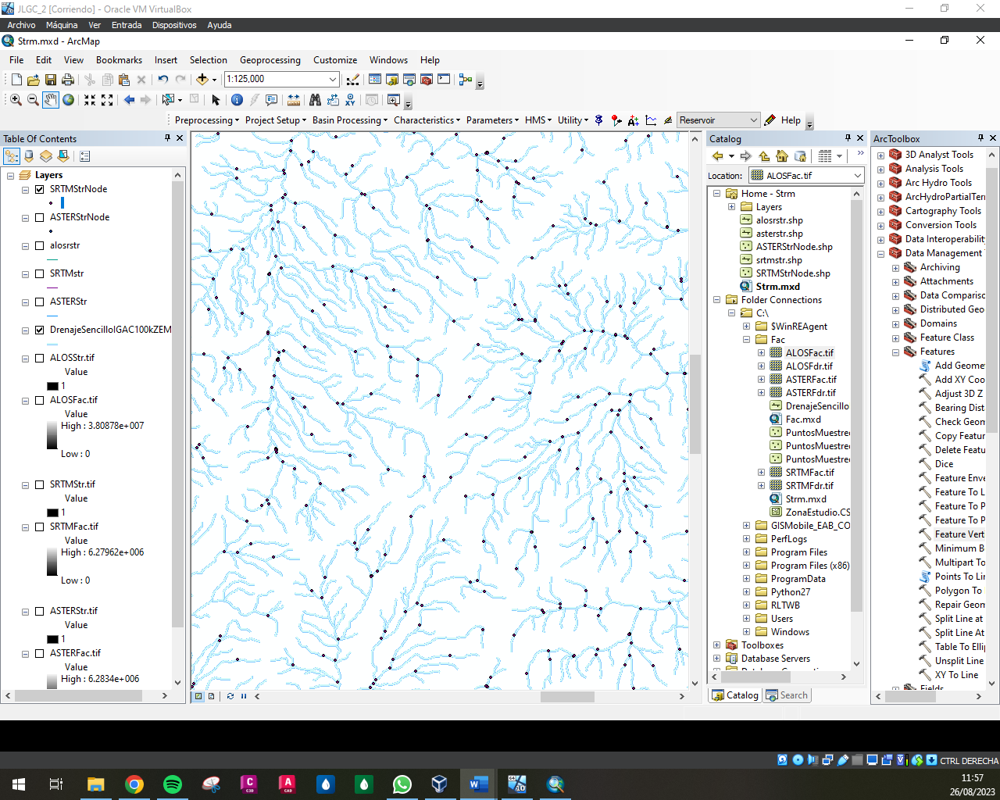 JLGC_2 [Corriendo] - Oracle VM VirtualBox
Archivo Máquina Ver Entrada Dispositivos Ayuda
Strm.mxd - ArcMap
File Edit View Bookmarks Insert Selection Geoprocessing Customize Windows Help
1:125,000
Preprocessing Project Setup Basin Processing Characteristics Parameters HMS Utility Reservoir Help
Table Of Contents
Layers
SRTMStrNode
ASTERStrNode
alosrstr
SRTMstr
ASTERStr
DrenajeSencilloIGAC100kZEM
ALOSStr.tif
Value
1
ALOSFac.tif
Value
High : 3.80878e+007
Low : 0
SRTMStr.tif
Value
1
SRTMFac.tif
Value
High : 6.27962e+006
Low : 0
ASTERStr.tif
Value
1
ASTERFac.tif
Value
High : 6.2834e+006
Catalog
Location: ALOSFac.tif
Home - Strm
Layers
alosrstr.shp
asterstr.shp
ASTERStrNode.shp
srtmstr.shp
SRTMStrNode.shp
Strm.mxd
Folder Connections
C:\
$WinREAgent
Fac
ALOSFac.tif
ALOSFdr.tif
ASTERFac.tif
ASTERFdr.tif
DrenajeSencillo
Fac.mxd
PuntosMuestre
PuntosMuestre
PuntosMuestre
SRTMFac.tif
SRTMFdr.tif
Strm.mxd
ZonaEstudio.CS
GISMobile_EAB_CO
PerfLogs
Program Files
Program Files (x86)
ProgramData
Python27
RLTWB
Users
Windows
Toolboxes
Database Servers
Catalog Search
ArcToolbox
3D Analyst Tools
Analysis Tools
Arc Hydro Tools
ArcHydroPartialTerr
Cartography Tools
Conversion Tools
Data Interoperability
Data Management
Archiving
Attachments
Data Comparisc
Distributed Geo
Domains
Feature Class
Features
Add Geome
Add XY Coo
Adjust 3D Z
Bearing Dist
Check Geom
Copy Featur
Delete Featu
Dice
Feature Enve
Feature To L
Feature To P
Feature To P
Feature Vert
Minimum B
Multipart To
Points To Lin
Polygon To
Repair Geom
Split Line at
Split Line At
Table To Ellip
Unsplit Line
XY To Line
Fields
CTRL DERECHA
11:57
26/08/2023